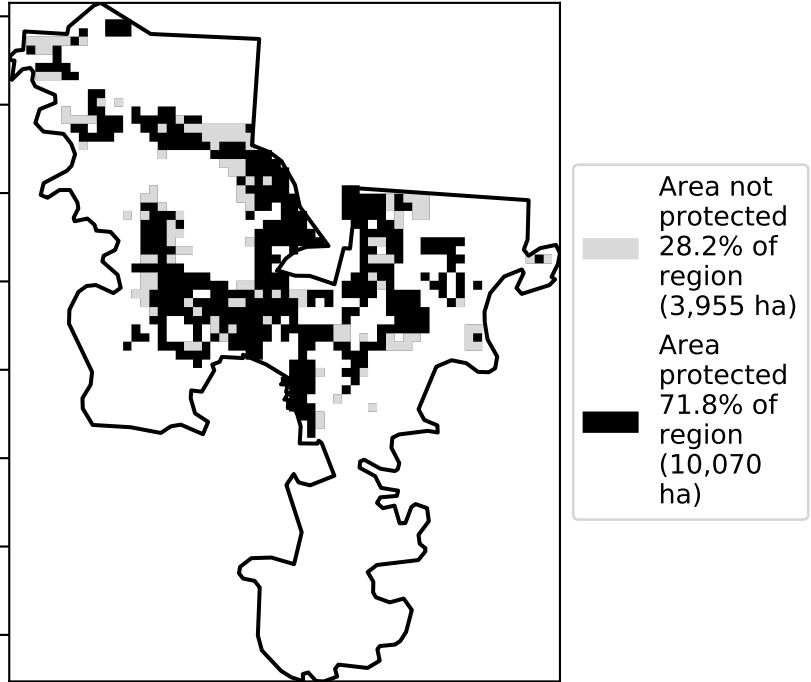 Area not
protected
28.2% of
region
(3,955 ha)
Area
protected
71.8% of
region
(10,070
ha)